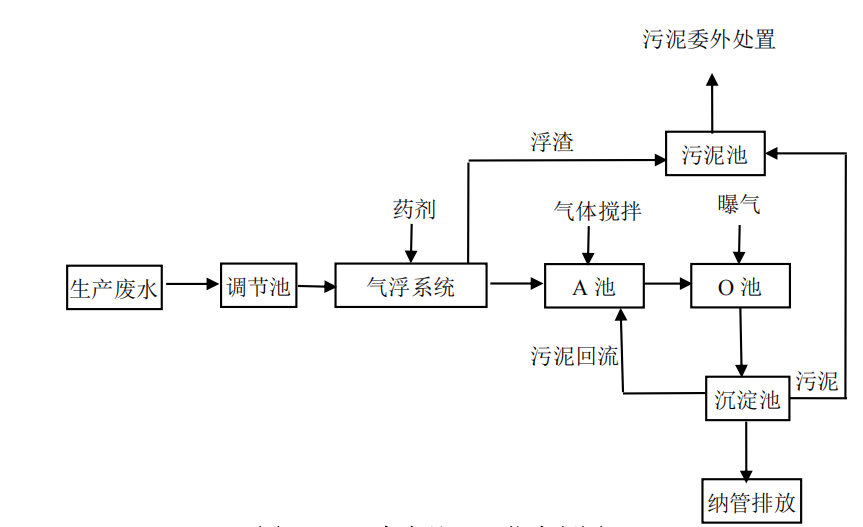 污泥委外处置
浮渣
污泥池
药剂
气体搅拌
曝气
生产废水
调节池
气浮系统
A 池
O 池
污泥回流
污泥
沉淀池
纳管排放